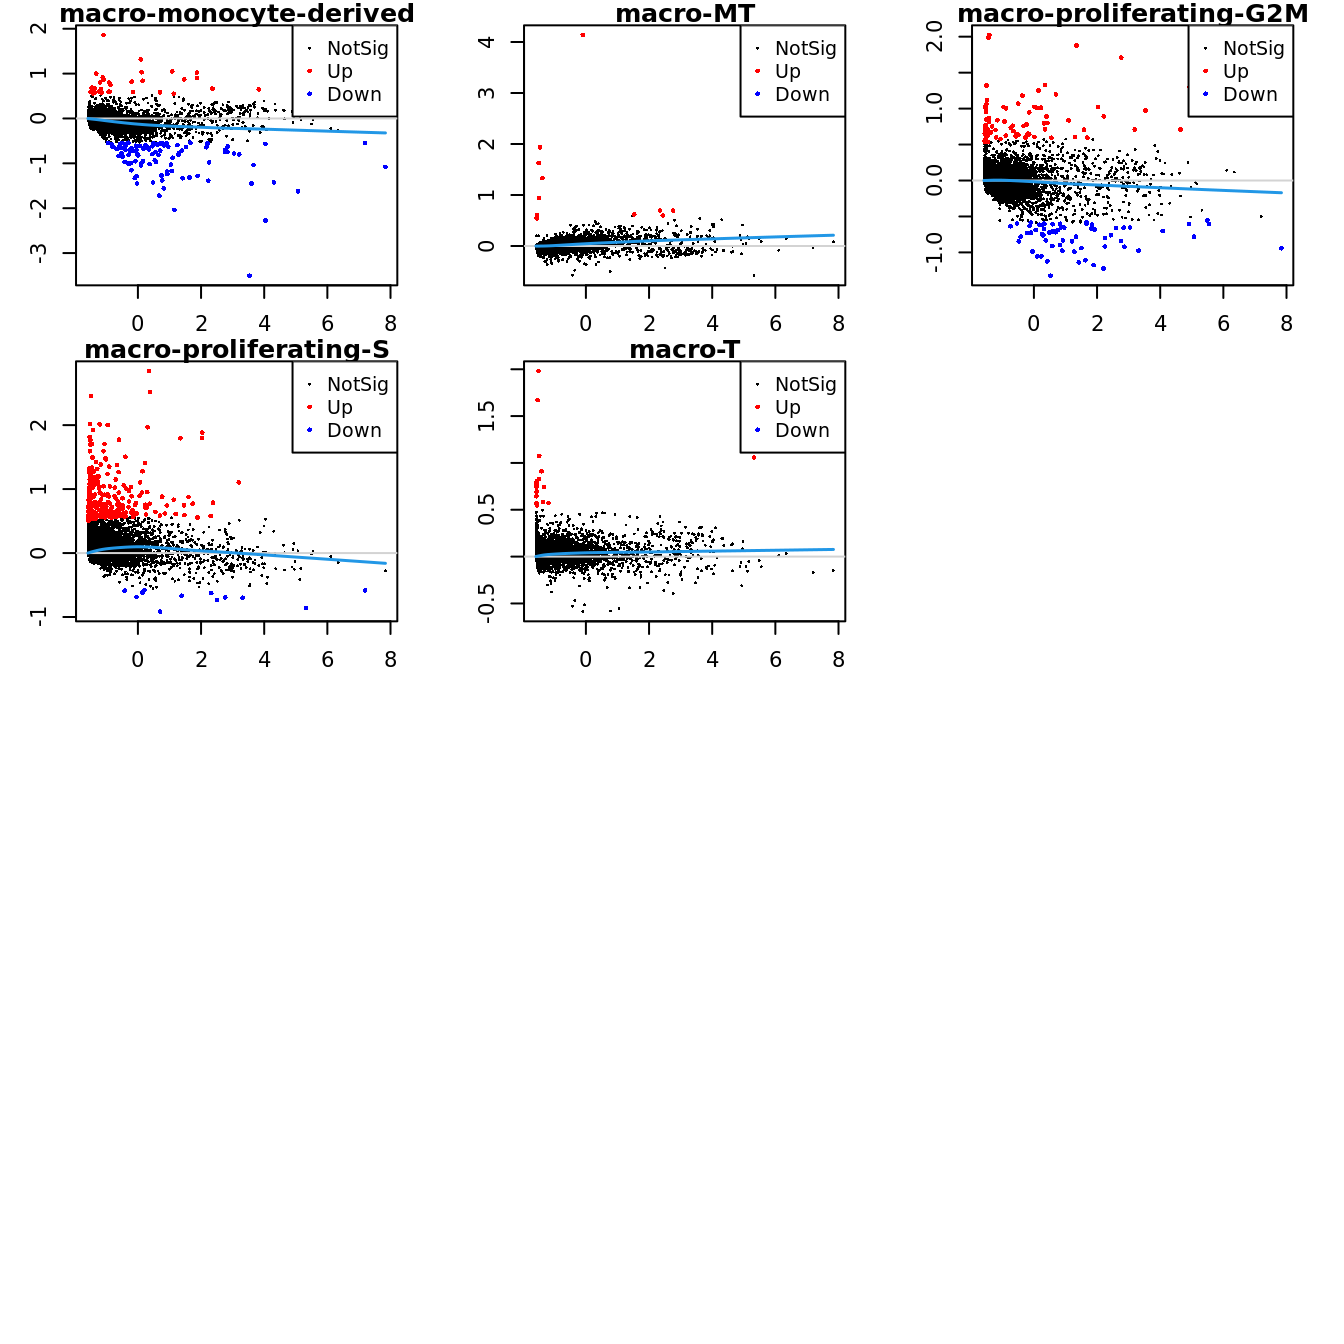 macro-monocyte-derived
2
1
0
-1
-2
-3
0 2 4 6 8
NotSig
Up
Down
macro-MT
4
3
2
1
0
0 2 4 6 8
NotSig
Up
Down
macro-proliferating-G2M
2.0
1.0
0.0
-1.0
0 2 4 6 8
NotSig
Up
Down
macro-proliferating-S
2
1
0
-1
0 2 4 6 8
NotSig
Up
Down
macro-T
1.5
0.5
-0.5
0 2 4 6 8
NotSig
Up
Down